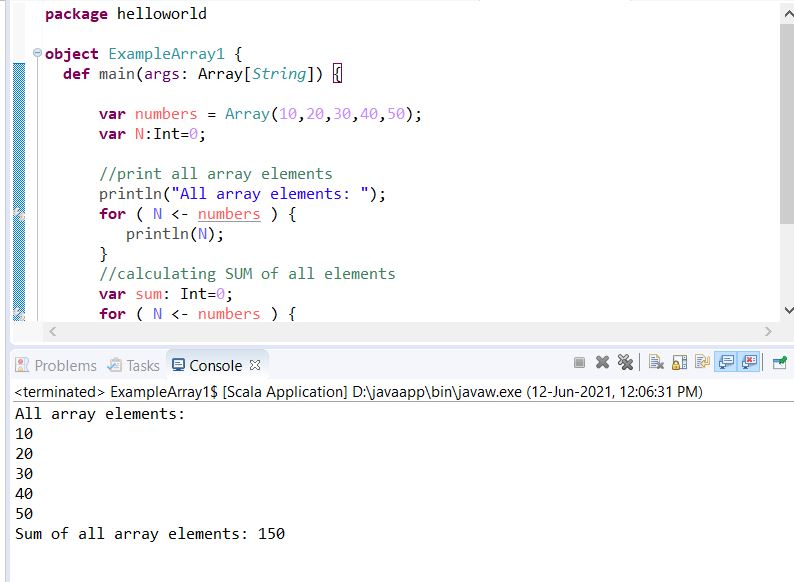 package helloworld
object ExampleArray1 {
def main(args: Array[String]) {
var numbers = Array(10,20,30,40,50);
var N:Int=0;
//print all array elements
println("All array elements: ");
for ( N <- numbers ) {
println(N);
}
//calculating SUM of all elements
var sum: Int=0;
for ( N <- numbers ) {
Problems Tasks Console
<terminated> ExampleArray1$ [Scala Application] D:\javaapp\bin\javaw.exe (12-Jun-2021, 12:06:31 PM)
All array elements:
10
20
30
40
50
Sum of all array elements: 150